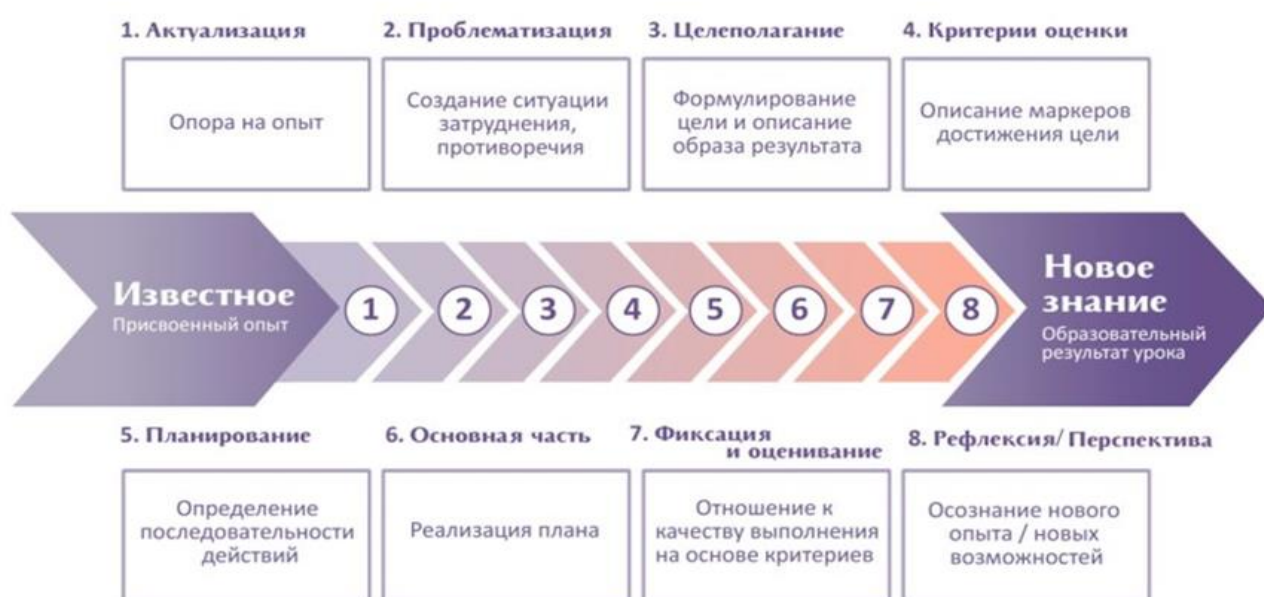 1. Актуализация
Опора на опыт
2. Проблематизация
Создание ситуации
затруднения,
противоречия
3. Целеполагание
Формулирование
цели и описание
образа результата
4. Критерии оценки
Описание маркеров
достижения цели
Известное
Присвоенный опыт
1
2
3
4
5
6
7
8
Новое
знание
Образовательный
результат урока
5. Планирование
Определение
последовательности
действий
6. Основная часть
Реализация плана
7. Фиксация
и оценивание
Отношение к
качеству выполнения
на основе критериев
8. Рефлексия/Перспектива
Осознание нового
опыта / новых
возможностей